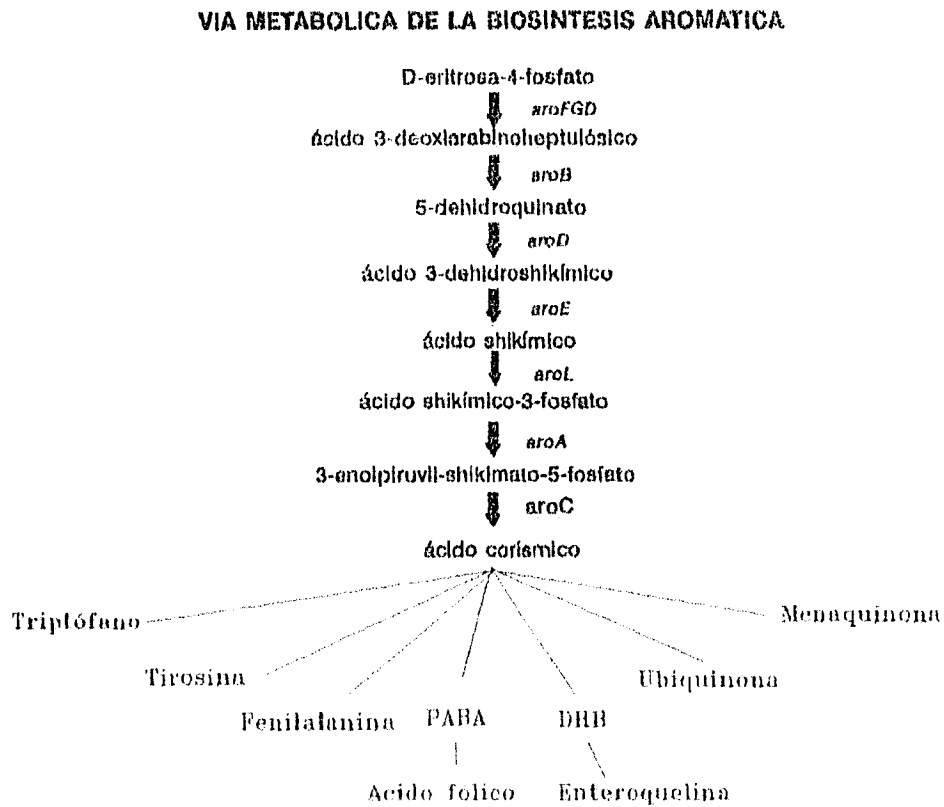 VIA METABOLICA DE LA BIOSINTESIS AROMATICA
D-eritrosa-4-fosfato
aroFGD
ácido 3-deoxiarabinoheptulósico
aroB
5-dehidroquinato
aroD
ácido 3-dehidroshikímico
aroE
ácido shikímico
aroL
ácido shikímico-3-fosfato
aroA
3-enolpiruvil-shikimato-5-fosfato
aroC
ácido corísmico
Triptófano
Menaquinona
Tirosina
Ubiquinona
Fenilalanina
PABA
DHB
Acido folico
Enteroquelina